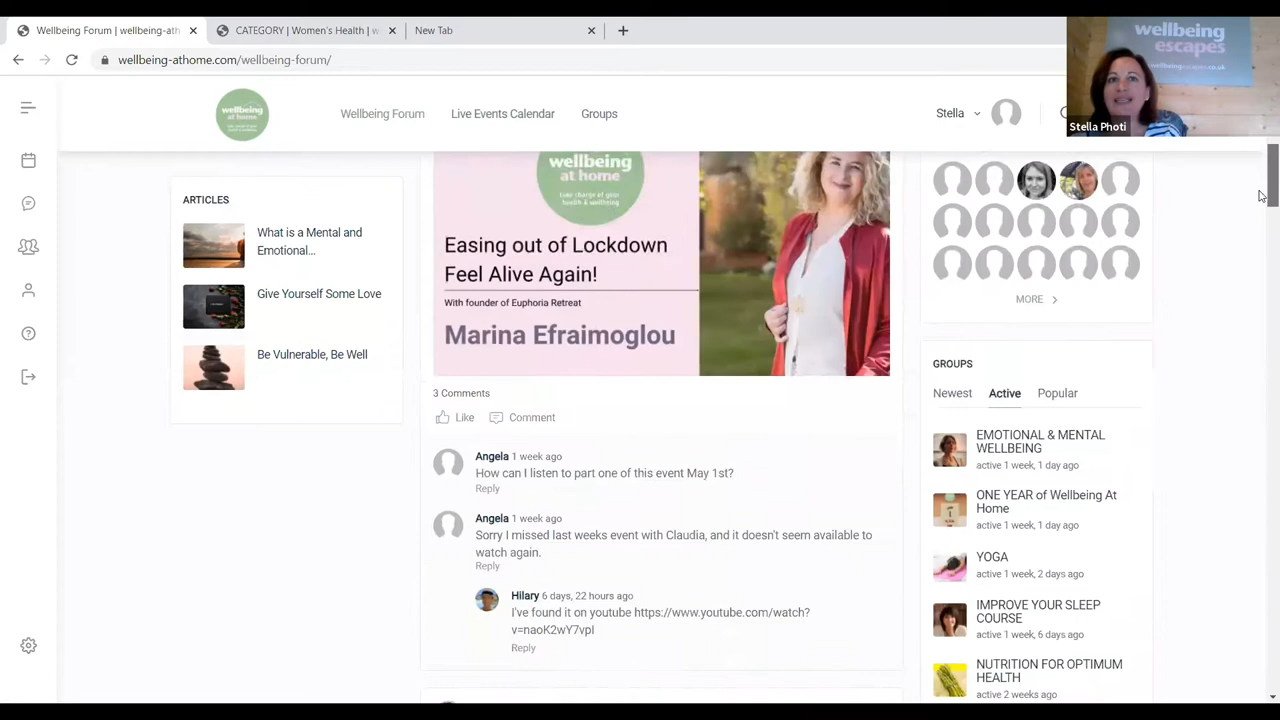 Wellbeing Forum | wellbeing-ath
CATEGORY | Women's Health | w
New Tab
wellbeing-athome.com/wellbeing-forum/
wellbeing
escapes
Stella Photi
wellbeing
at home
Wellbeing Forum
Live Events Calendar
Groups
Stella
ARTICLES
What is a Mental and
Emotional...
Give Yourself Some Love
Be Vulnerable, Be Well
wellbeing
at home
take charge of your
health & wellbeing
Easing out of Lockdown
Feel Alive Again!
With founder of Euphoria Retreat
Marina Efraimoglou
3 Comments
Like
Comment
Angela 1 week ago
How can I listen to part one of this event May 1st?
Reply
Angela 1 week ago
Sorry I missed last weeks event with Claudia, and it doesn't seem available to
watch again.
Reply
Hilary 6 days, 22 hours ago
I've found it on youtube https://www.youtube.com/watch?
v=naoK2wY7vpI
Reply
MORE
GROUPS
Newest
Active
Popular
EMOTIONAL & MENTAL
WELLBEING
active 1 week, 1 day ago
ONE YEAR of Wellbeing At
Home
active 1 week, 1 day ago
YOGA
active 1 week, 2 days ago
IMPROVE YOUR SLEEP
COURSE
active 1 week, 6 days ago
NUTRITION FOR OPTIMUM
HEALTH
active 2 weeks ago